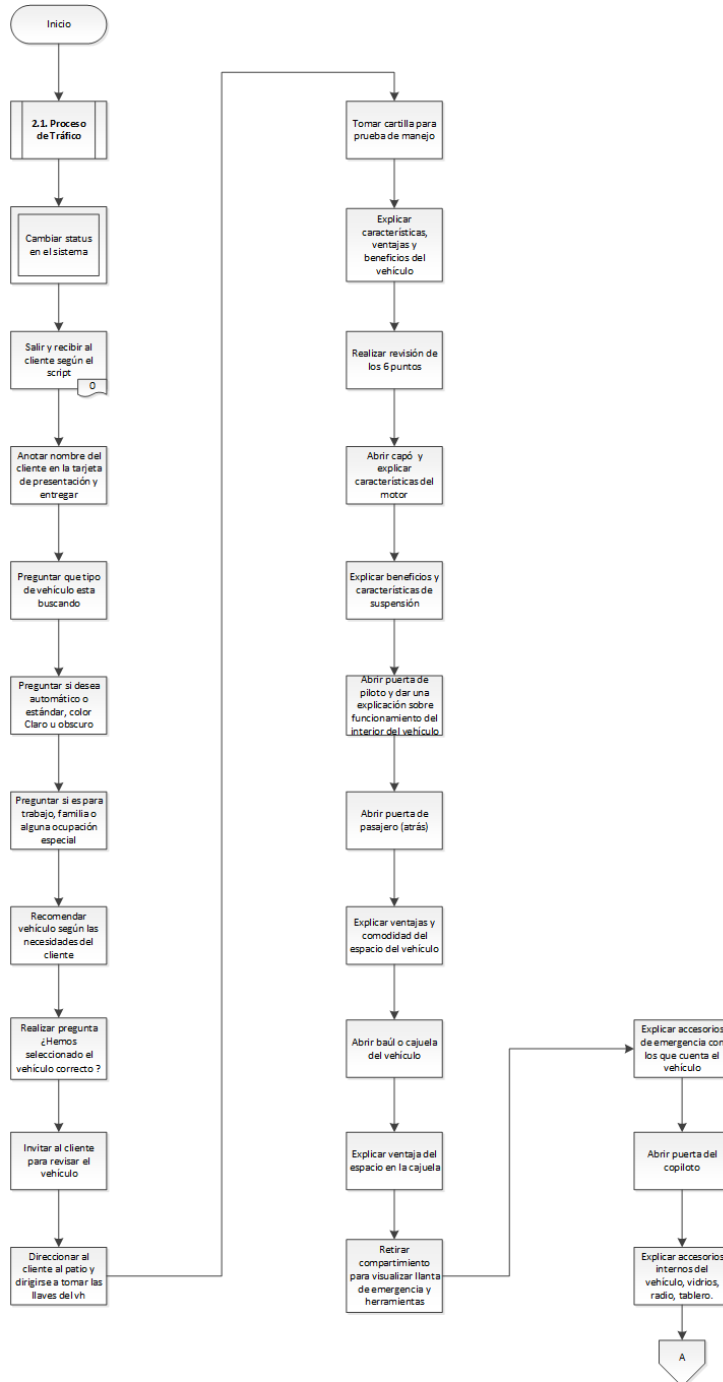 Inicio
2.1. Proceso
de Tráfico
Cambiar status
en el sistema
Salir y recibir al
cliente según el
script
O
Anotar nombre del
cliente en la tarjeta
de presentación y
entregar
Preguntar que tipo
de vehículo esta
buscando
Preguntar si desea
automático o
estándar, color
Claro u obscuro
Preguntar si es para
trabajo, familia o
alguna ocupación
especial
Recomendar
vehículo según las
necesidades del
cliente
Realizar pregunta
¿Hemos
seleccionado el
vehículo correcto ?
Invitar al cliente
para revisar el
vehículo
Direccionar al
cliente al patio y
dirigirse a tomar las
llaves del vh
Tomar cartilla para
prueba de manejo
Explicar
características,
ventajas y
beneficios del
vehículo
Realizar revisión de
los 6 puntos
Abrir capó y
explicar
características del
motor
Explicar beneficios y
características de
suspensión
Abrir puerta de
piloto y dar una
explicación sobre
funcionamiento del
interior del vehículo
Abrir puerta de
pasajero (atrás)
Explicar ventajas y
comodidad del
espacio del vehículo
Abrir baúl o cajuela
del vehículo
Explicar ventaja del
espacio en la cajuela
Retirar
compartimiento
para visualizar llanta
de emergencia y
herramientas
Explicar accesorios
de emergencia con
los que cuenta el
vehículo
Abrir puerta del
copiloto
Explicar accesorios
internos del
vehículo, vidrios,
radio, tablero.
A